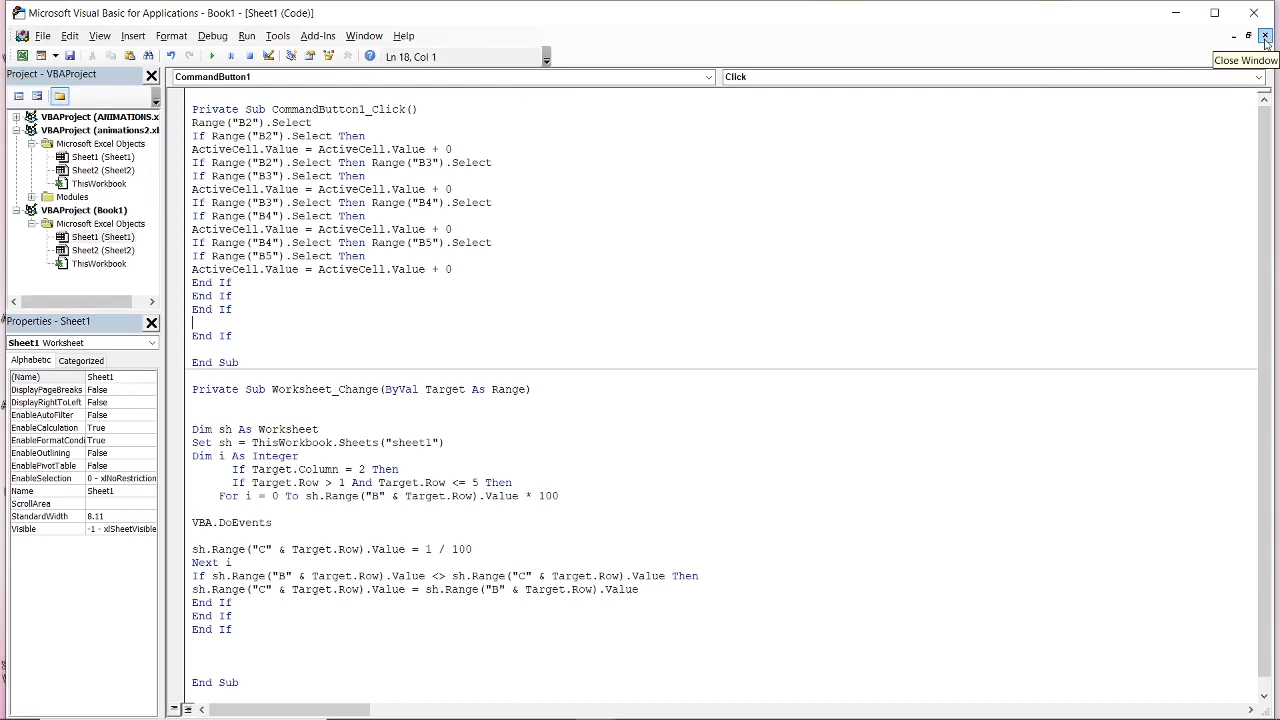 Microsoft Visual Basic for Applications - Book1 - [Sheet1 (Code)]
File Edit View Insert Format Debug Run Tools Add-Ins Window Help
Ln 18, Col 1
Close Window
Project - VBAProject
VBAProject (ANIMATIONS.x
VBAProject (animations2.xl
Microsoft Excel Objects
Sheet1 (Sheet1)
Sheet2 (Sheet2)
ThisWorkbook
Modules
VBAProject (Book1)
Microsoft Excel Objects
Sheet1 (Sheet1)
Sheet2 (Sheet2)
ThisWorkbook
Properties - Sheet1
Sheet1 Worksheet
Alphabetic Categorized
(Name) Sheet1
DisplayPageBreaks False
DisplayRightToLeft False
EnableAutoFilter False
EnableCalculation True
EnableFormatCondi True
EnableOutlining False
EnablePivotTable False
EnableSelection 0 - xlNoRestriction
Name Sheet1
ScrollArea
StandardWidth 8.11
Visible -1 - xlSheetVisible
CommandButton1 Click
Private Sub CommandButton1_Click()
Range("B2").Select
If Range("B2").Select Then
ActiveCell.Value = ActiveCell.Value + 0
If Range("B2").Select Then Range("B3").Select
If Range("B3").Select Then
ActiveCell.Value = ActiveCell.Value + 0
If Range("B3").Select Then Range("B4").Select
If Range("B4").Select Then
ActiveCell.Value = ActiveCell.Value + 0
If Range("B4").Select Then Range("B5").Select
If Range("B5").Select Then
ActiveCell.Value = ActiveCell.Value + 0
End If
End If
End If
End If
End Sub
Private Sub Worksheet_Change(ByVal Target As Range)
Dim sh As Worksheet
Set sh = ThisWorkbook.Sheets("sheet1")
Dim i As Integer
If Target.Column = 2 Then
If Target.Row > 1 And Target.Row <= 5 Then
For i = 0 To sh.Range("B" & Target.Row).Value * 100
VBA.DoEvents
sh.Range("C" & Target.Row).Value = 1 / 100
Next i
If sh.Range("B" & Target.Row).Value <> sh.Range("C" & Target.Row).Value Then
sh.Range("C" & Target.Row).Value = sh.Range("B" & Target.Row).Value
End If
End If
End If
End Sub